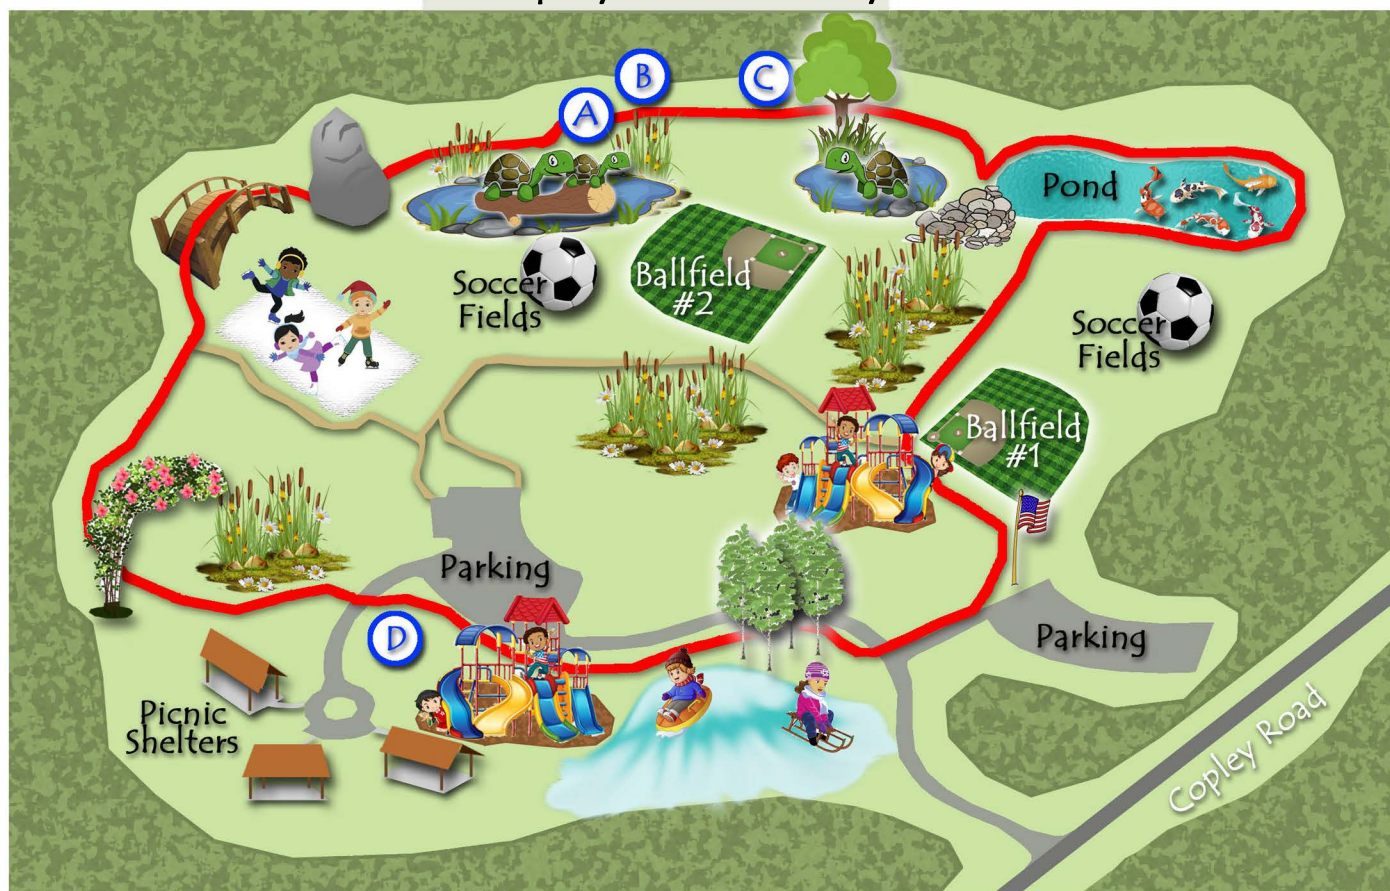 B
C
A
Pond
Soccer
Fields
Ballfield
#2
Soccer
Fields
Ballfield
#1
Parking
D
Parking
Picnic
Shelters
Copley Road